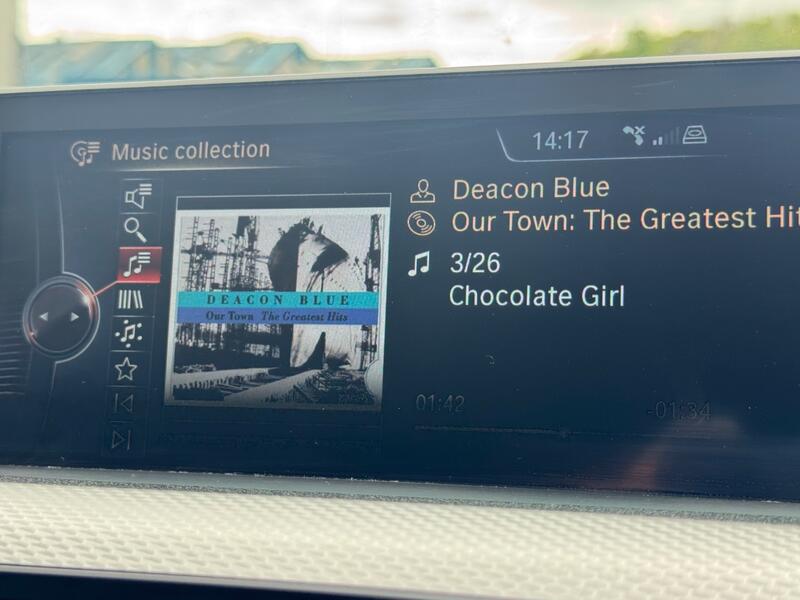 Music collection
14:17
Deacon Blue
Our Town: The Greatest Hit
3/26
Chocolate Girl
DEACON BLUE
Our Town The Greatest Hits
01:42
-01:34